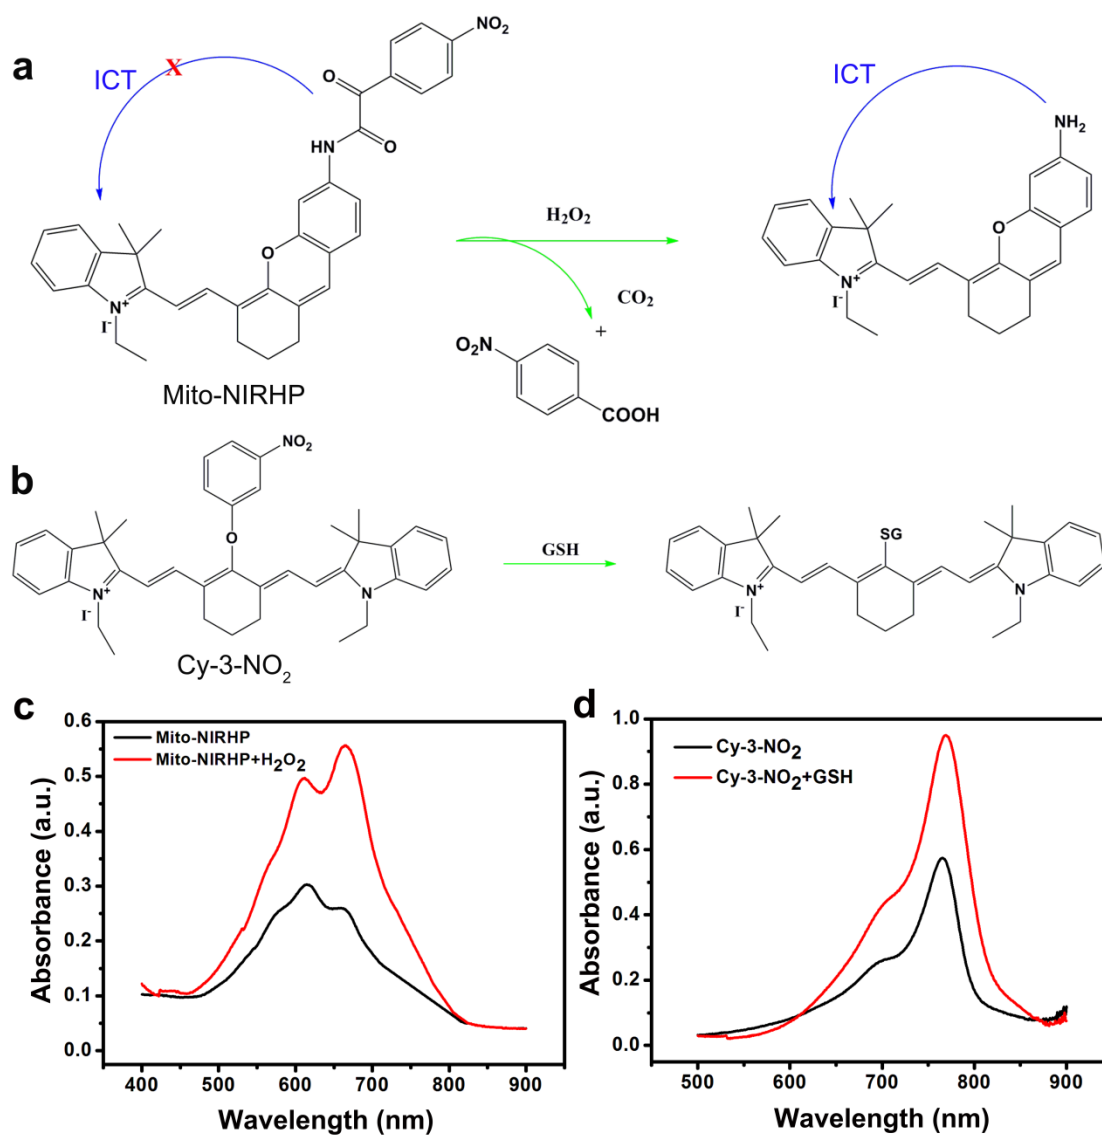 a
ICT
X
NO₂
O
O
HN
O
N⁺
I⁻
Mito-NIRHP
H₂O₂
CO₂
+
O₂N
COOH
ICT
NH₂
O
N⁺
I⁻
b
NO₂
O
N⁺
I⁻
N
Cy-3-NO₂
GSH
SG
N⁺
I⁻
N
c
Mito-NIRHP
Mito-NIRHP+H₂O₂
Absorbance (a.u.)
0.6
0.5
0.4
0.3
0.2
0.1
0.0
400 500 600 700 800 900
Wavelength (nm)
d
Cy-3-NO₂
Cy-3-NO₂+GSH
Absorbance (a.u.)
1.0
0.8
0.6
0.4
0.2
0.0
500 600 700 800 900
Wavelength (nm)